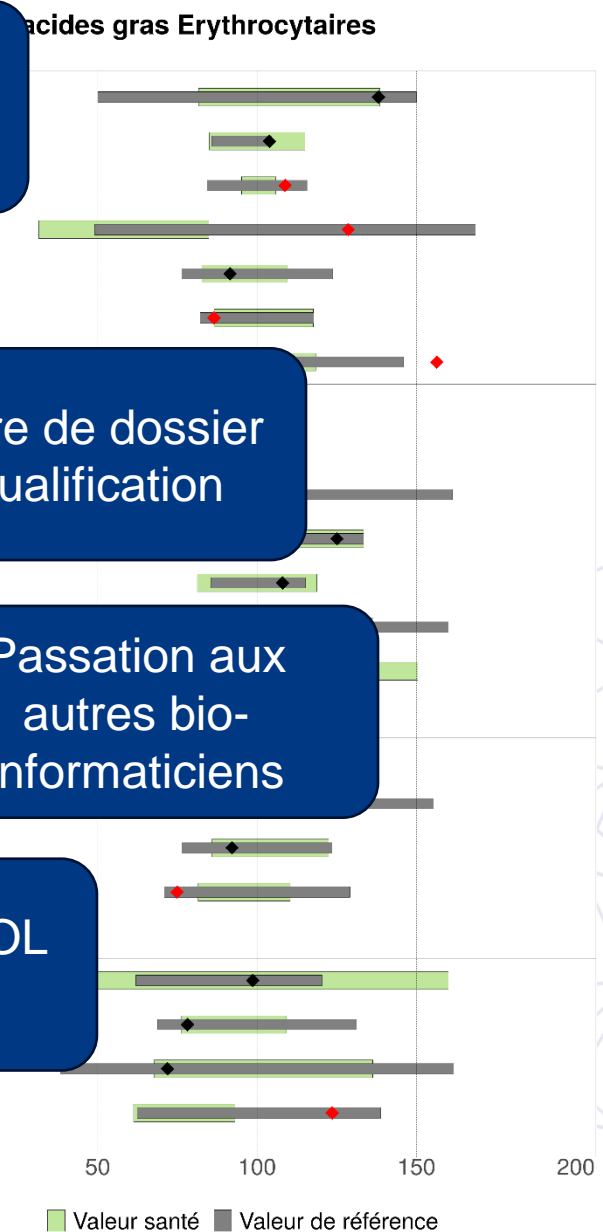 acides gras Erythrocytaires
re de dossier
ualification
Passation aux
autres bio-
nformaticiens
OL
50 100 150 200
Valeur santé Valeur de référence